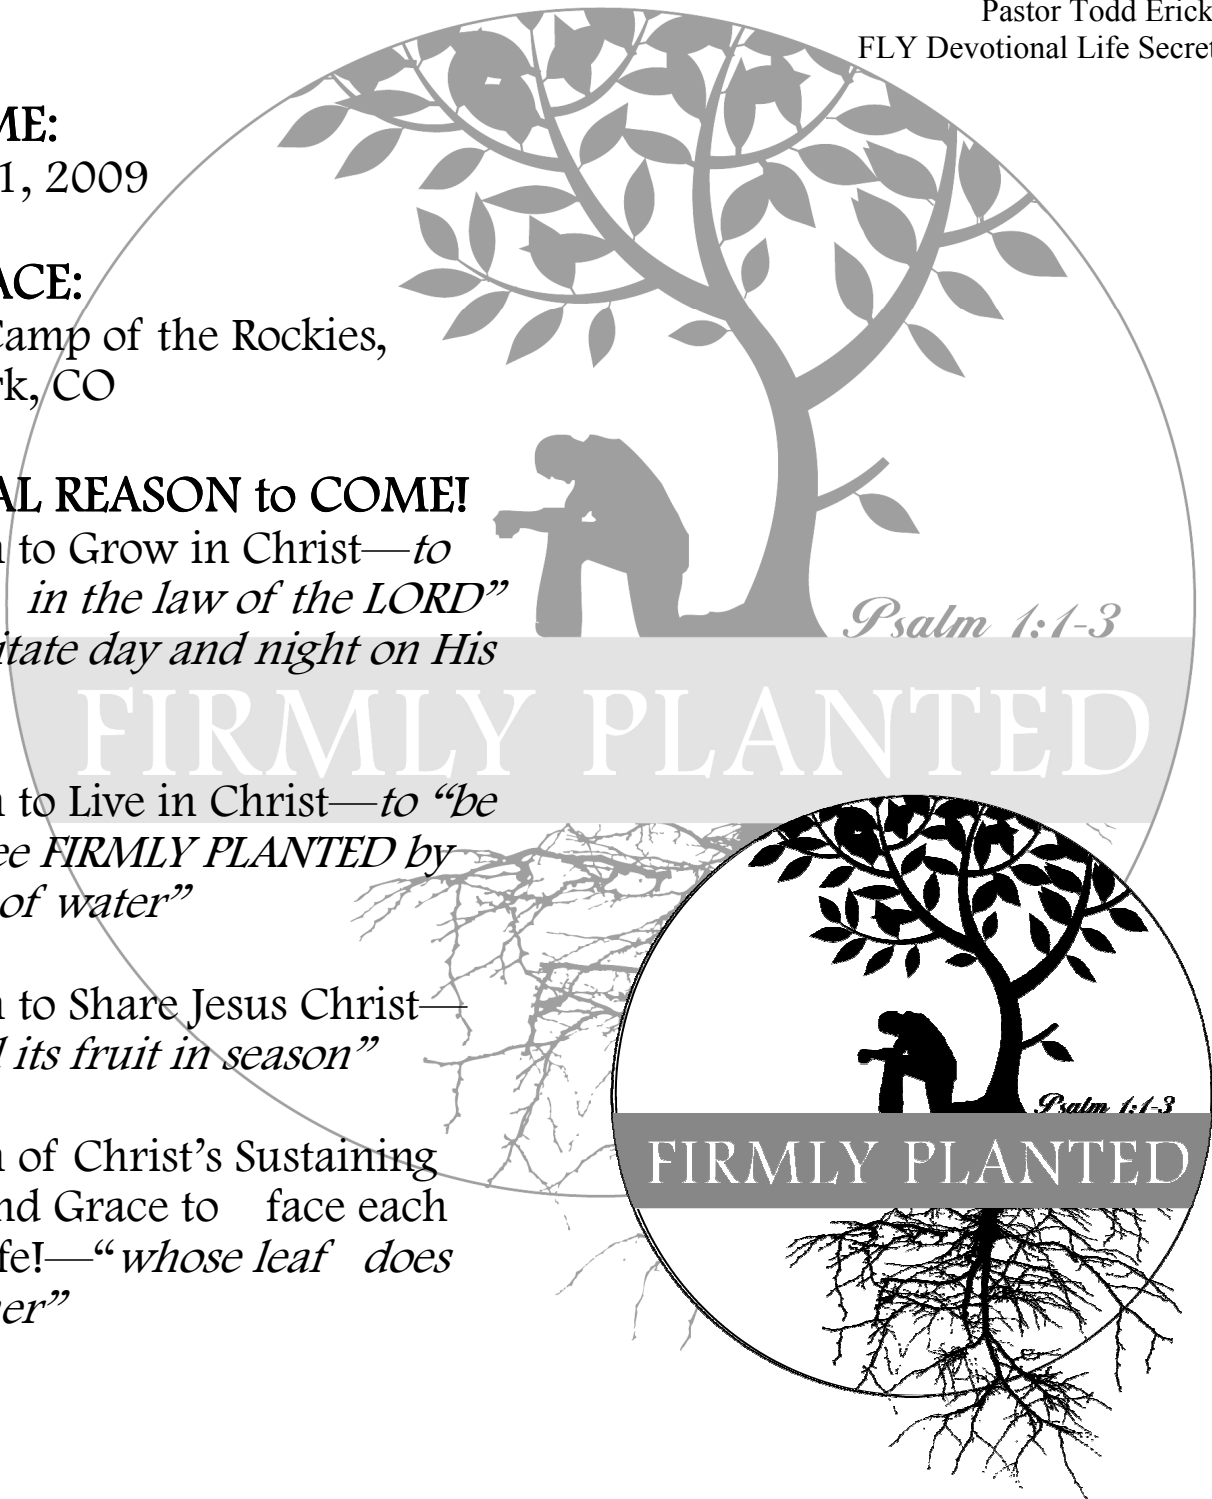 Pastor Todd Erick
FLY Devotional Life Secret
ME:
1, 2009
ACE:
Camp of the Rockies,
rk, CO
AL REASON to COME!
n to Grow in Christ—to
in the law of the LORD”
itate day and night on His
n to Live in Christ—to “be
ee FIRMLY PLANTED by
of water”
n to Share Jesus Christ—
d its fruit in season”
n of Christ’s Sustaining
nd Grace to face each
fe!—“whose leaf does
er”
Psalm 1:1-3
FIRMLY PLANTED
Psalm 1:1-3
FIRMLY PLANTED